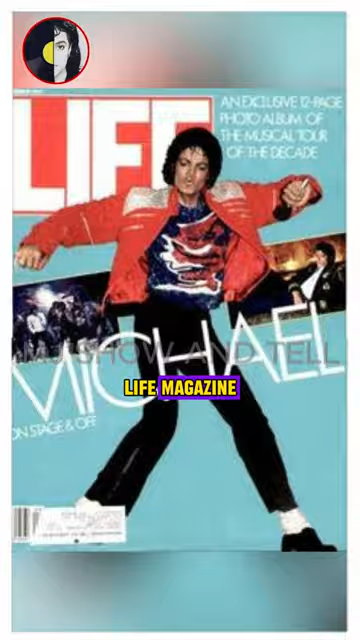 LIFE
AN EXCLUSIVE 12-PAGE
PHOTO ALBUM OF
THE MUSICAL TOUR
OF THE DECADE
MJ SHOW AND TELL
MICHAEL
LIFE MAGAZINE
ON STAGE & OFF